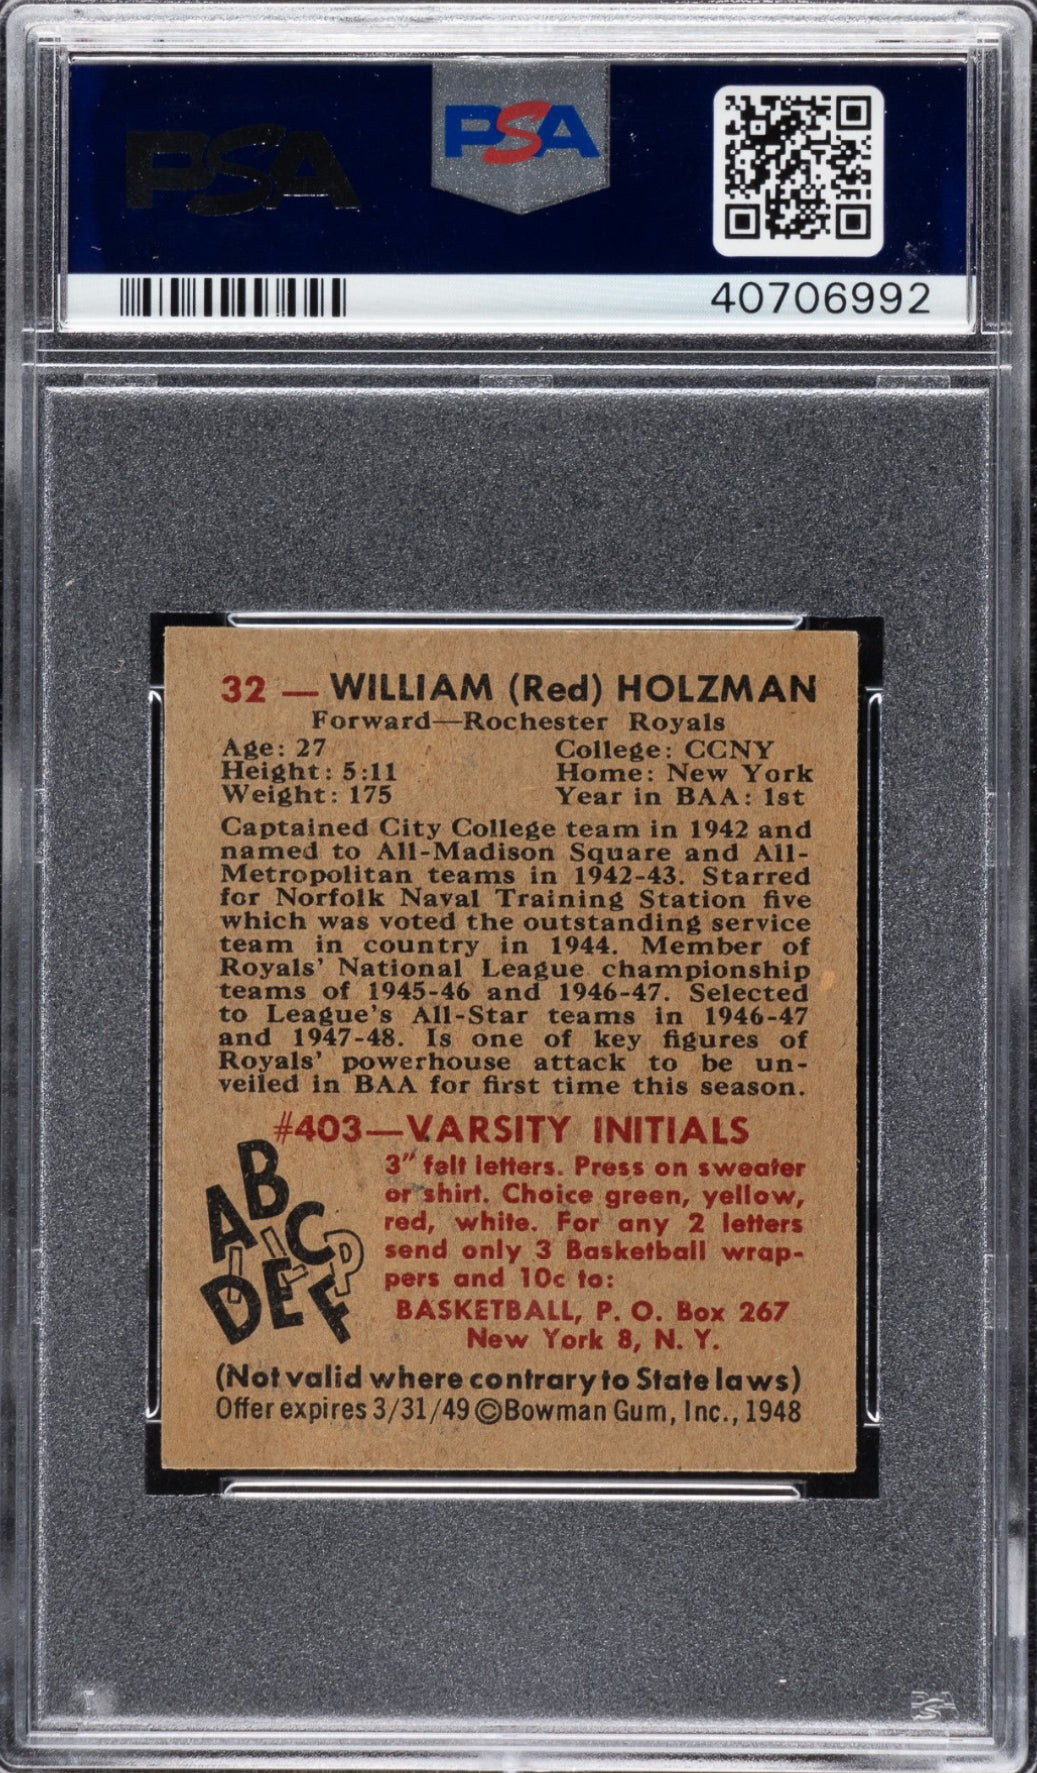 PSA
PSA
40706992
32 — WILLIAM (Red) HOLZMAN
Forward—Rochester Royals
Age: 27
College: CCNY
Height: 5:11
Home: New York
Weight: 175
Year in BAA: 1st
Captained City College team in 1942 and
named to All-Madison Square and All-
Metropolitan teams in 1942-43. Starred
for Norfolk Naval Training Station five
which was voted the outstanding service
team in country in 1944. Member of
Royals' National League championship
teams of 1945-46 and 1946-47. Selected
to League's All-Star teams in 1946-47
and 1947-48. Is one of key figures of
Royals' powerhouse attack to be un-
veiled in BAA for first time this season.
#403—VARSITY INITIALS
3" felt letters. Press on sweater
or shirt. Choice green, yellow,
red, white. For any 2 letters
send only 3 Basketball wrap-
pers and 10c to:
BASKETBALL, P. O. Box 267
New York 8, N. Y.
A B C
D E F
P
(Not valid where contrary to State laws)
Offer expires 3/31/49 ©Bowman Gum, Inc., 1948
PSA